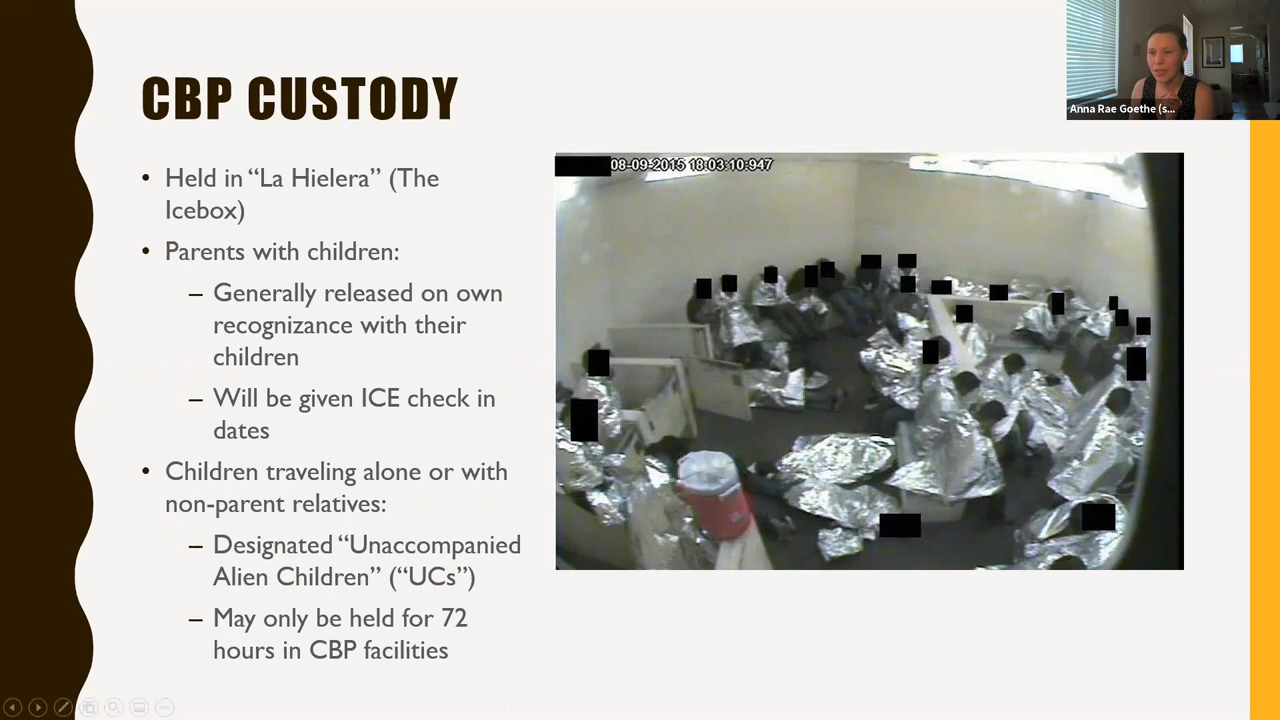 CBP CUSTODY
• Held in “La Hielera” (The
Icebox)
• Parents with children:
– Generally released on own
recognizance with their
children
– Will be given ICE check in
dates
• Children traveling alone or with
non-parent relatives:
– Designated “Unaccompanied
Alien Children” (“UCs”)
– May only be held for 72
hours in CBP facilities
08-09-2015 18:03:10:947
Anna Rae Goethe (s...